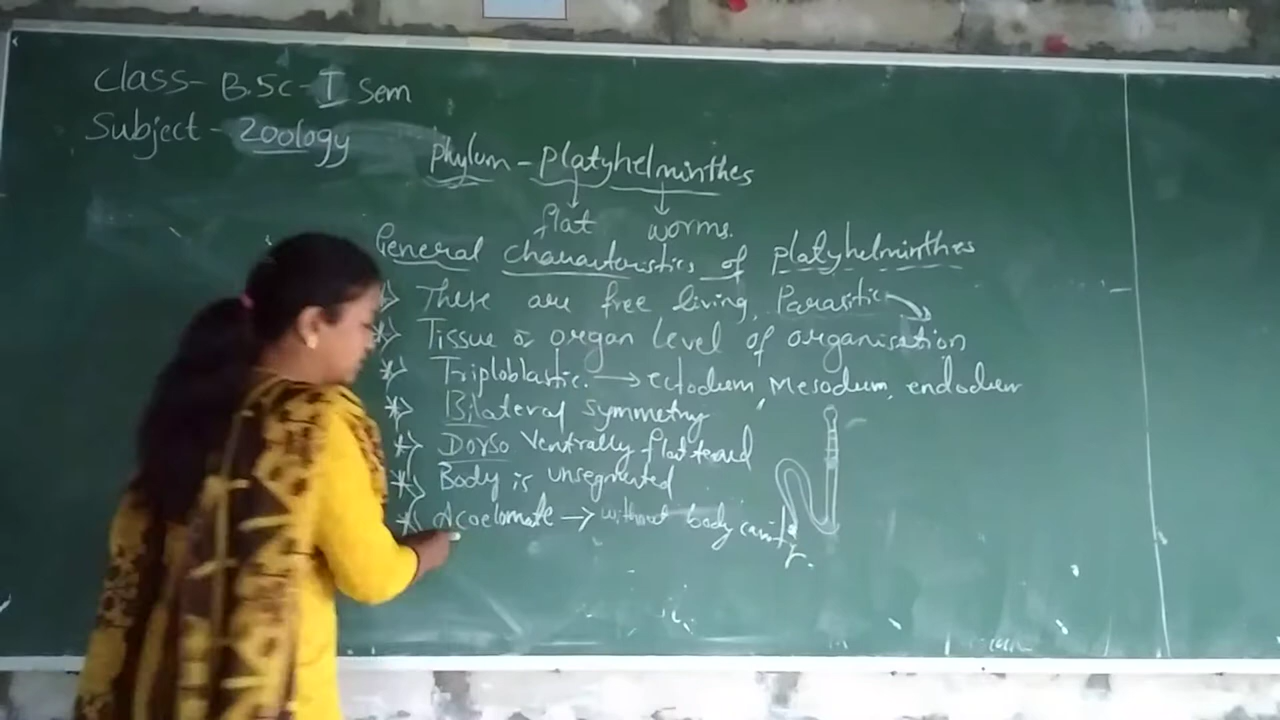 Class- B.Sc-I Sem
Subject - Zoology
Phylum - Platyhelminthes
flat worms.
General characteristics of Platyhelminthes
These are free living, Parasitic
Tissue & organ level of organisation
Triploblastic. → ectoderm, Mesoderm, endoderm
Bilateral symmetry
Dorso Ventrally flattened
Body is unsegmented
Acoelomate → without body cavity.